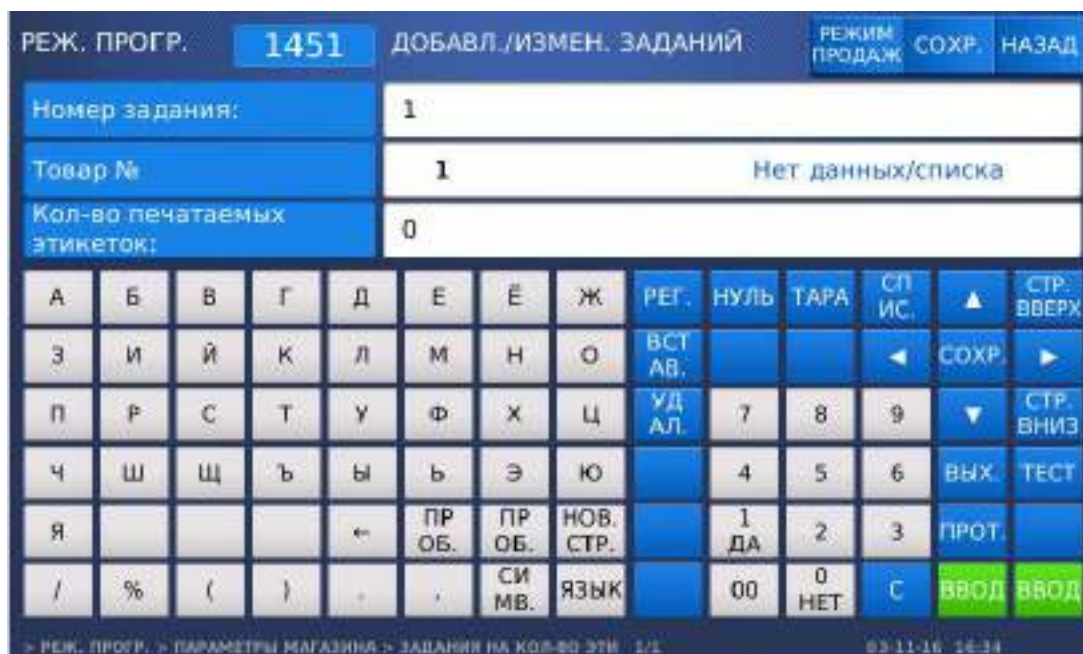 РЕЖ. ПРОГР. 1451 ДОБАВЛ./ИЗМЕН. ЗАДАНИЙ РЕЖИМ ПРОДАЖ СОХР. НАЗАД
Номер задания: 1
Товар № 1 Нет данных/списка
Кол-во печатаемых
этикеток: 0
А Б В Г Д Е Ё Ж РЕГ. НУЛЬ ТАРА СП ИС. ▲ СТР. ВВЕРХ
З И Й К Л М Н О ВСТ АВ. ◄ СОХР. ►
П Р С Т У Ф Х Ц УД АЛ. 7 8 9 ▼ СТР. ВНИЗ
Ч Ш Щ Ъ Ы Ь Э Ю 4 5 6 ВЫХ. ТЕСТ
Я ← ПР ОБ. ПР ОБ. НОВ. СТР. 1 ДА 2 3 ПРОТ.
/ % ( ) . , СИ МВ. ЯЗЫК 00 0 НЕТ C ВВОД ВВОД
> РЕЖ. ПРОГР. > ПАРАМЕТРЫ МАГАЗИНА > ЗАДАНИЯ НА КОЛ-ВО ЭТИ 1/1 03-11-16 16:34